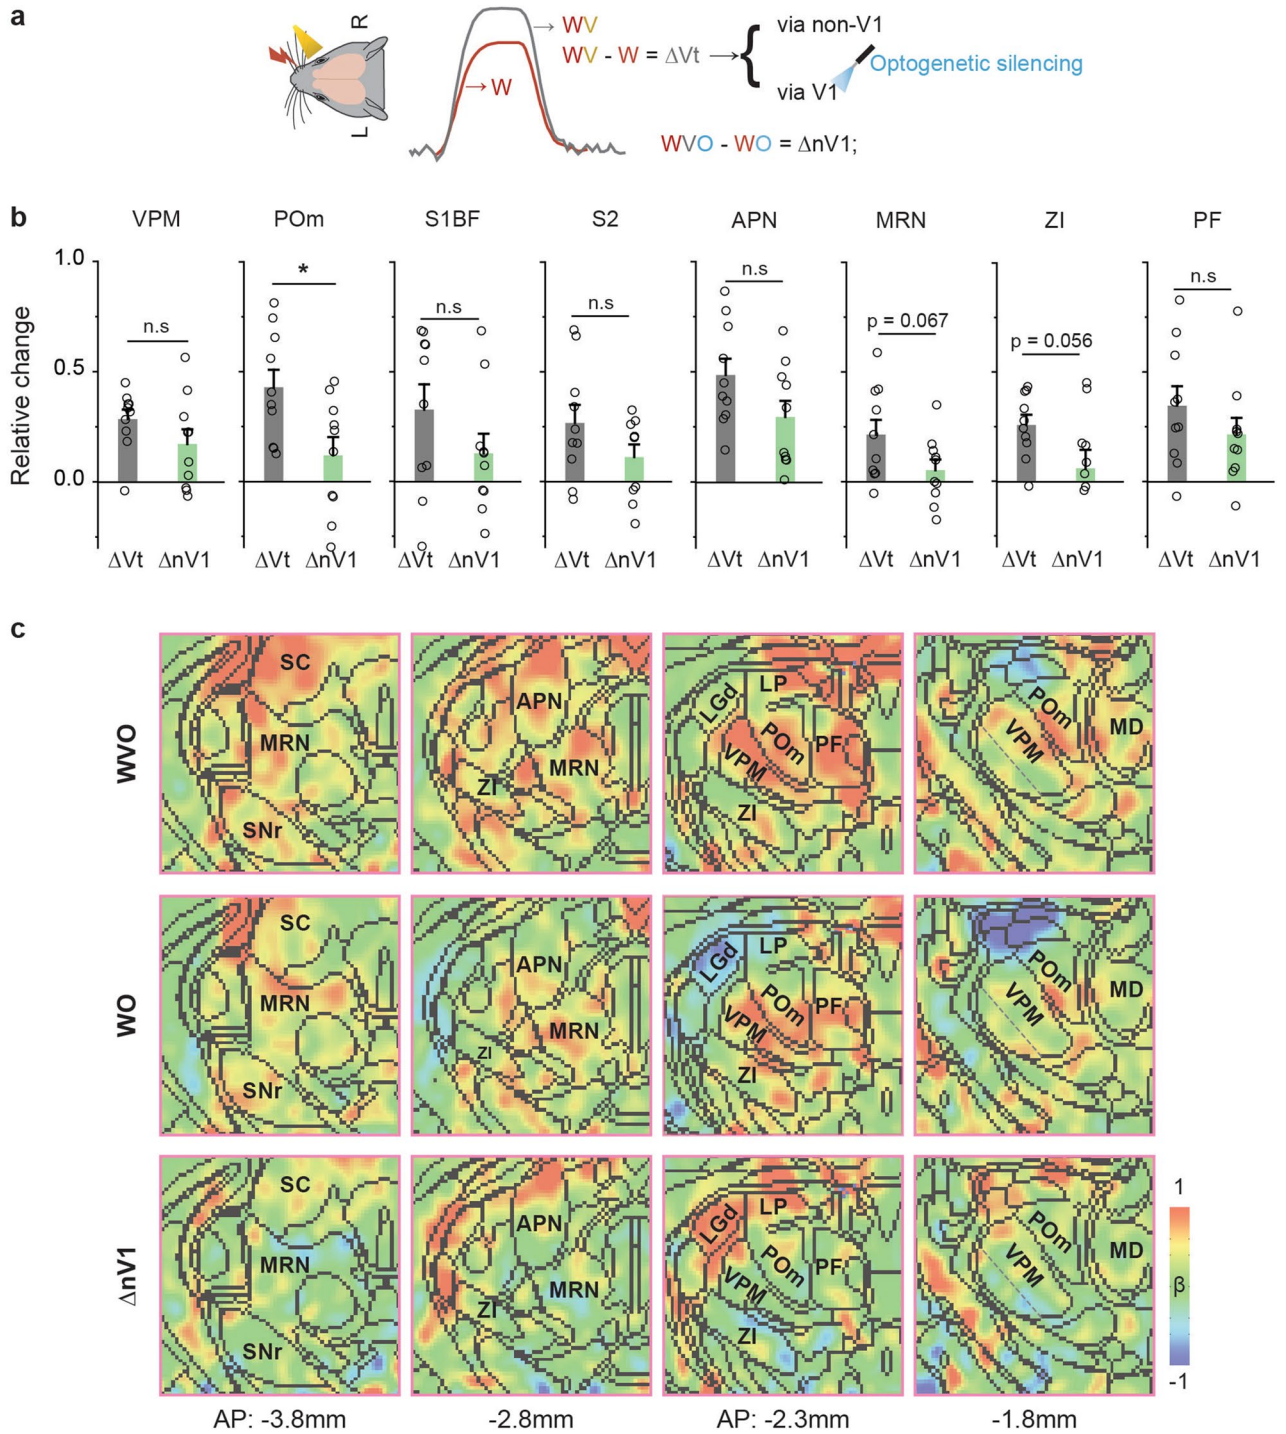 a
R
L
WV
WV - W = ΔVt
W
via non-V1
via V1
Optogenetic silencing
WVO - WO = ΔnV1;
b
VPM POm S1BF S2 APN MRN ZI PF
Relative change
1.0
0.5
0.0
n.s
*
n.s
n.s
n.s
p = 0.067
p = 0.056
n.s
ΔVt ΔnV1 ΔVt ΔnV1 ΔVt ΔnV1 ΔVt ΔnV1 ΔVt ΔnV1 ΔVt ΔnV1 ΔVt ΔnV1 ΔVt ΔnV1
c
WVO
SC
MRN
SNr
APN
ZI
MRN
LGd
LP
POm
PF
VPM
ZI
POm
VPM
MD
WO
SC
MRN
SNr
APN
MRN
ZI
LGd
LP
POm
PF
VPM
ZI
POm
VPM
MD
ΔnV1
SC
MRN
SNr
APN
MRN
ZI
LGd
LP
POm
PF
VPM
ZI
POm
VPM
MD
1
β
-1
AP: -3.8mm -2.8mm AP: -2.3mm -1.8mm